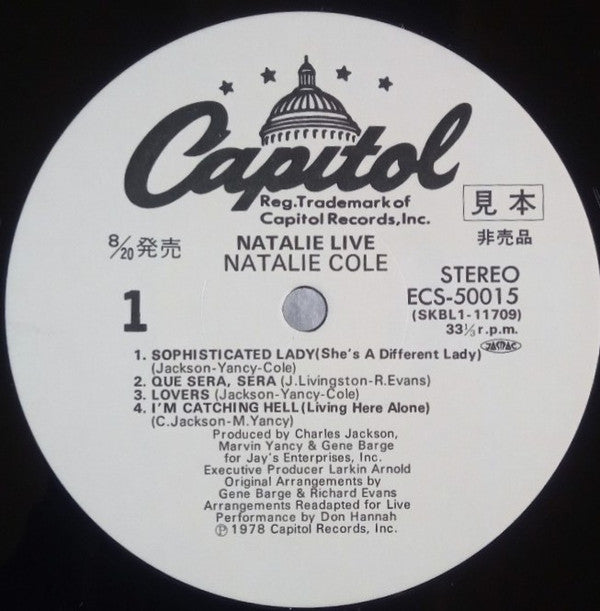 Capitol
Reg.Trademark of
Capitol Records,Inc.
見本
非売品
8/20発売
NATALIE LIVE
NATALIE COLE
STEREO
ECS-50015
(SKBL1-11709)
33⅓ r.p.m.
JASRAC
1
1. SOPHISTICATED LADY(She's A Different Lady)
(Jackson-Yancy-Cole)
2. QUE SERA, SERA (J.Livingston-R.Evans)
3. LOVERS (Jackson-Yancy-Cole)
4. I'M CATCHING HELL(Living Here Alone)
(C.Jackson-M.Yancy)
Produced by Charles Jackson,
Marvin Yancy & Gene Barge
for Jay's Enterprises, Inc.
Executive Producer Larkin Arnold
Original Arrangements by
Gene Barge & Richard Evans
Arrangements Readapted for Live
Performance by Don Hannah
Ⓟ1978 Capitol Records, Inc.